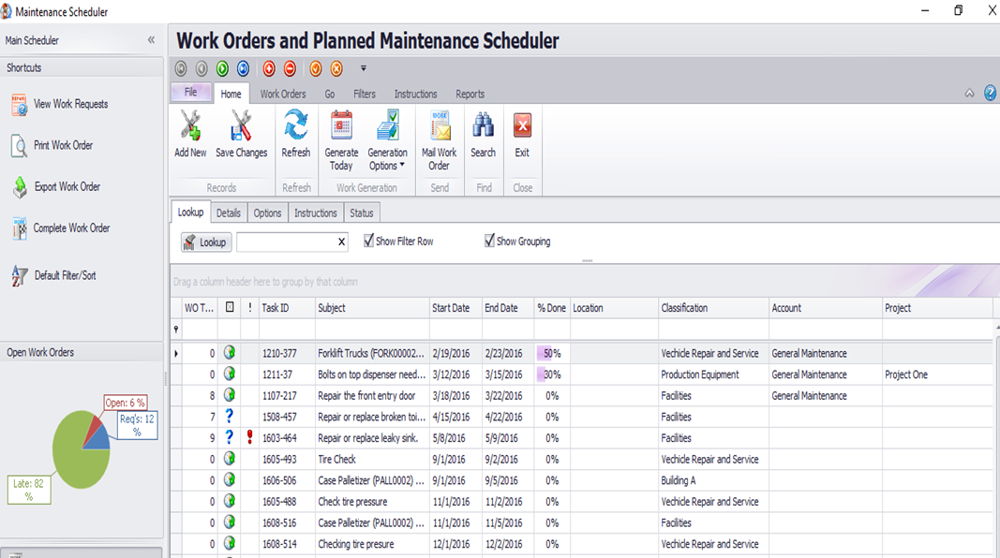 Maintenance Scheduler
Main Scheduler
Shortcuts
View Work Requests
Print Work Order
Export Work Order
Complete Work Order
Default Filter/Sort
Open Work Orders
Open: 6 %
Req's: 12
%
Late: 82
%
Work Orders and Planned Maintenance Scheduler
File Home Work Orders Go Filters Instructions Reports
Add New Save Changes Refresh Generate Today Generation Options Mail Work Order Search Exit
Records Refresh Work Generation Send Find Close
Lookup Details Options Instructions Status
Lookup x Show Filter Row Show Grouping
Drag a column header here to group by that column
WO T... ! Task ID Subject Start Date End Date % Done Location Classification Account Project
0 1210-377 Forklift Trucks (FORK00002... 2/19/2016 2/23/2016 50% Vechicle Repair and Service General Maintenance
0 1211-37 Bolts on top dispenser need... 3/12/2016 3/15/2016 30% Production Equipment General Maintenance Project One
8 1107-217 Repair the front entry door 3/18/2016 3/22/2016 0% Facilities General Maintenance
7 ? 1508-457 Repair or replace broken toi... 4/15/2016 4/22/2016 0% Facilities
9 ? ! 1603-464 Repair or replace leaky sink. 5/8/2016 5/9/2016 0% Facilities
0 1605-493 Tire Check 9/1/2016 9/2/2016 0% Vechicle Repair and Service
0 1606-506 Case Palletizer (PALL0002) ... 9/1/2016 9/5/2016 0% Building A
0 1605-488 Check tire pressure 11/1/2016 11/2/2016 0% Vechicle Repair and Service
0 1608-516 Case Palletizer (PALL0002) ... 11/1/2016 11/5/2016 0% Facilities
0 1608-514 Checking tire presure 12/1/2016 12/2/2016 0% Vechicle Repair and Service